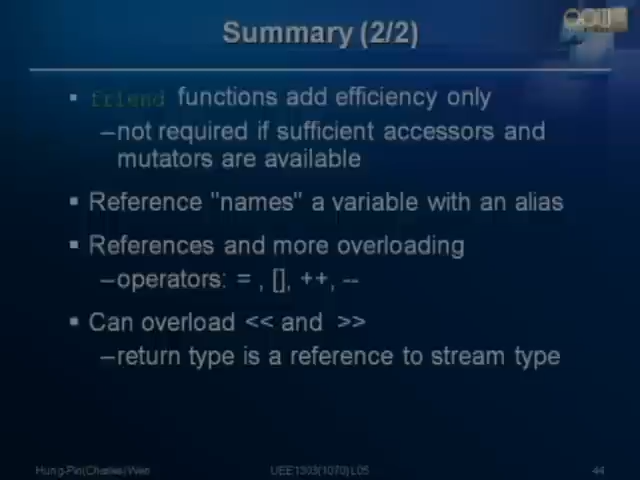 Summary (2/2)
▪ friend functions add efficiency only
–not required if sufficient accessors and
mutators are available
▪ Reference "names" a variable with an alias
▪ References and more overloading
–operators: = , [], ++, --
▪ Can overload << and >>
–return type is a reference to stream type
Hung-Pin(Charles) Wen UEE1303(1070) L05 44